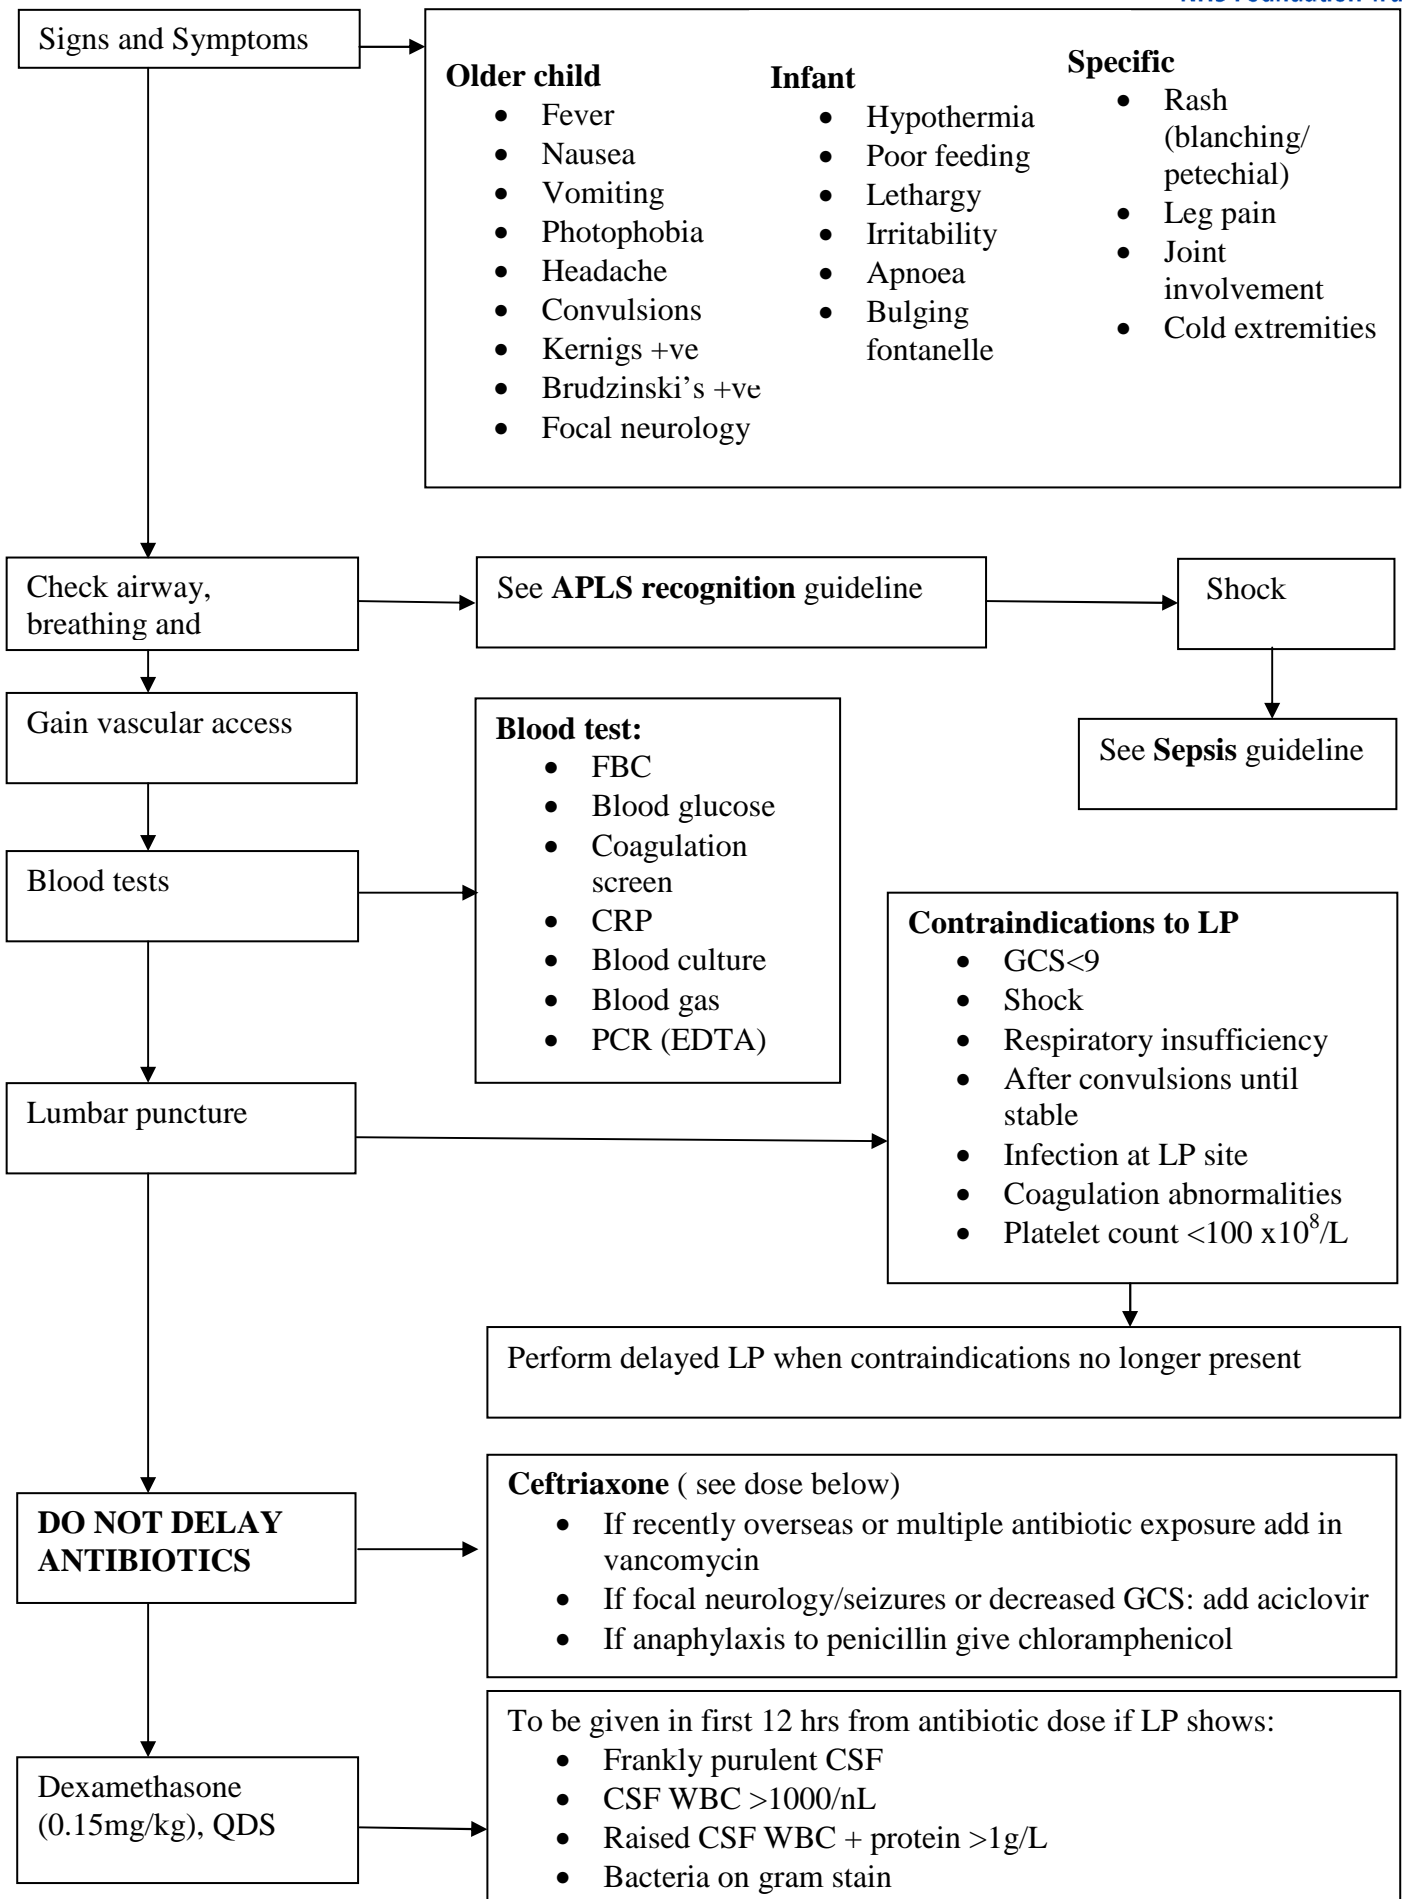 Signs and Symptoms
Older child
• Fever
• Nausea
• Vomiting
• Photophobia
• Headache
• Convulsions
• Kernigs +ve
• Brudzinski’s +ve
• Focal neurology
Infant
• Hypothermia
• Poor feeding
• Lethargy
• Irritability
• Apnoea
• Bulging
fontanelle
Specific
• Rash
(blanching/
petechial)
• Leg pain
• Joint
involvement
• Cold extremities
Check airway,
breathing and
See APLS recognition guideline
Shock
See Sepsis guideline
Gain vascular access
Blood tests
Blood test:
• FBC
• Blood glucose
• Coagulation
screen
• CRP
• Blood culture
• Blood gas
• PCR (EDTA)
Lumbar puncture
Contraindications to LP
• GCS<9
• Shock
• Respiratory insufficiency
• After convulsions until
stable
• Infection at LP site
• Coagulation abnormalities
• Platelet count <100 x10⁸/L
Perform delayed LP when contraindications no longer present
DO NOT DELAY
ANTIBIOTICS
Ceftriaxone ( see dose below)
• If recently overseas or multiple antibiotic exposure add in
vancomycin
• If focal neurology/seizures or decreased GCS: add aciclovir
• If anaphylaxis to penicillin give chloramphenicol
Dexamethasone
(0.15mg/kg), QDS
To be given in first 12 hrs from antibiotic dose if LP shows:
• Frankly purulent CSF
• CSF WBC >1000/nL
• Raised CSF WBC + protein >1g/L
• Bacteria on gram stain